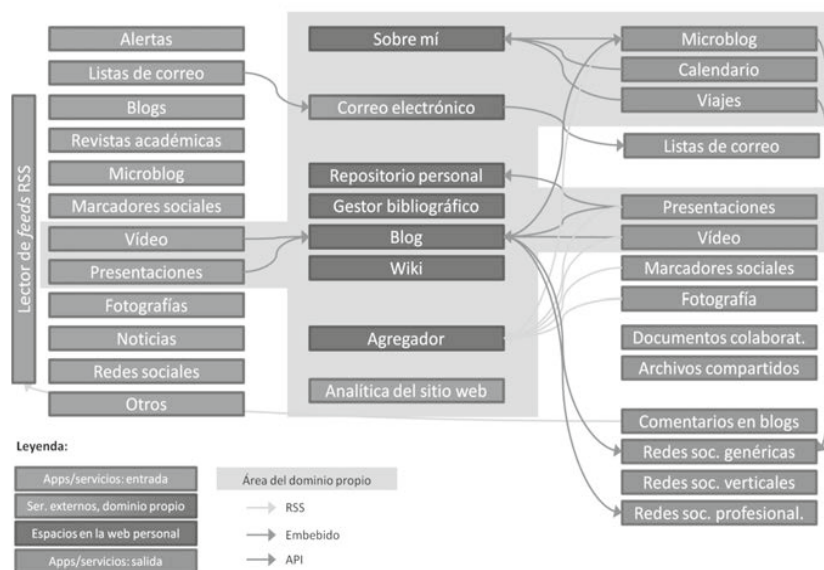 Lector de feeds RSS
Alertas
Listas de correo
Blogs
Revistas académicas
Microblog
Marcadores sociales
Vídeo
Presentaciones
Fotografías
Noticias
Redes sociales
Otros
Sobre mí
Correo electrónico
Repositorio personal
Gestor bibliográfico
Blog
Wiki
Agregador
Analítica del sitio web
Microblog
Calendario
Viajes
Listas de correo
Presentaciones
Vídeo
Marcadores sociales
Fotografía
Documentos colaborat.
Archivos compartidos
Comentarios en blogs
Redes soc. genéricas
Redes soc. verticales
Redes soc. profesional.
Leyenda:
Apps/servicios: entrada
Ser. externos, dominio propio
Espacios en la web personal
Apps/servicios: salida
Área del dominio propio
RSS
Embebido
API